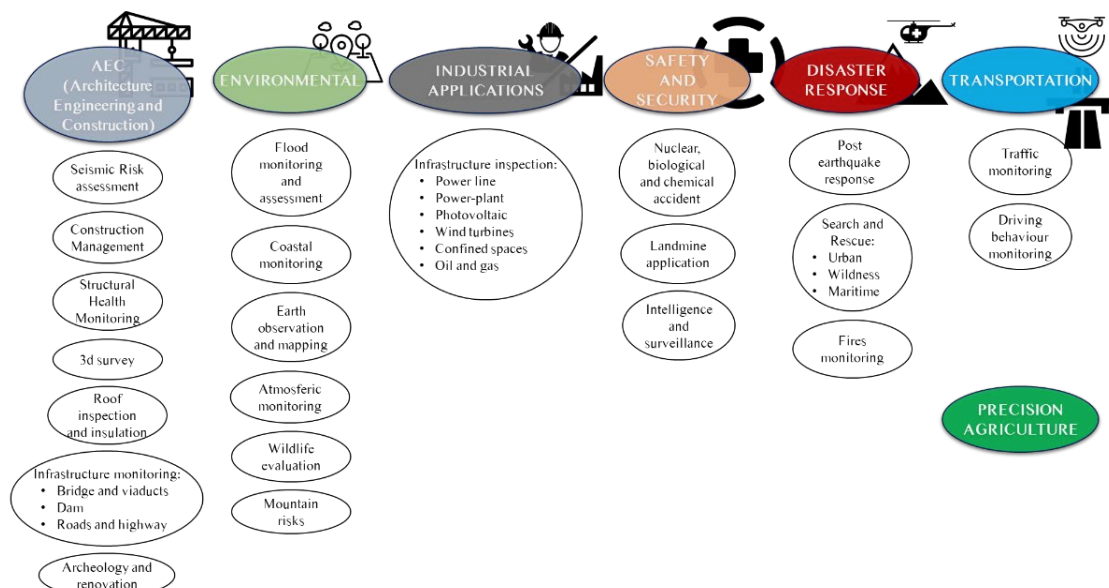 AEC
(Architecture
Engineering and
Construction)
Seismic Risk
assessment
Construction
Management
Structural
Health
Monitoring
3d survey
Roof
inspection
and insulation
Infrastructure monitoring:
• Bridge and viaducts
• Dam
• Roads and highway
Archeology and
renovation
ENVIRONMENTAL
Flood
monitoring
and
assessment
Coastal
monitoring
Earth
observation
and mapping
Atmosferic
monitoring
Wildlife
evaluation
Mountain
risks
INDUSTRIAL
APPLICATIONS
Infrastructure inspection:
• Power line
• Power-plant
• Photovoltaic
• Wind turbines
• Confined spaces
• Oil and gas
SAFETY
AND
SECURITY
Nuclear,
biological
and chemical
accident
Landmine
application
Intelligence and
surveillance
DISASTER
RESPONSE
Post
earthquake
response
Search and
Rescue:
• Urban
• Wildness
• Maritime
Fires
monitoring
TRANSPORTATION
Traffic
monitoring
Driving
behaviour
monitoring
PRECISION
AGRICULTURE